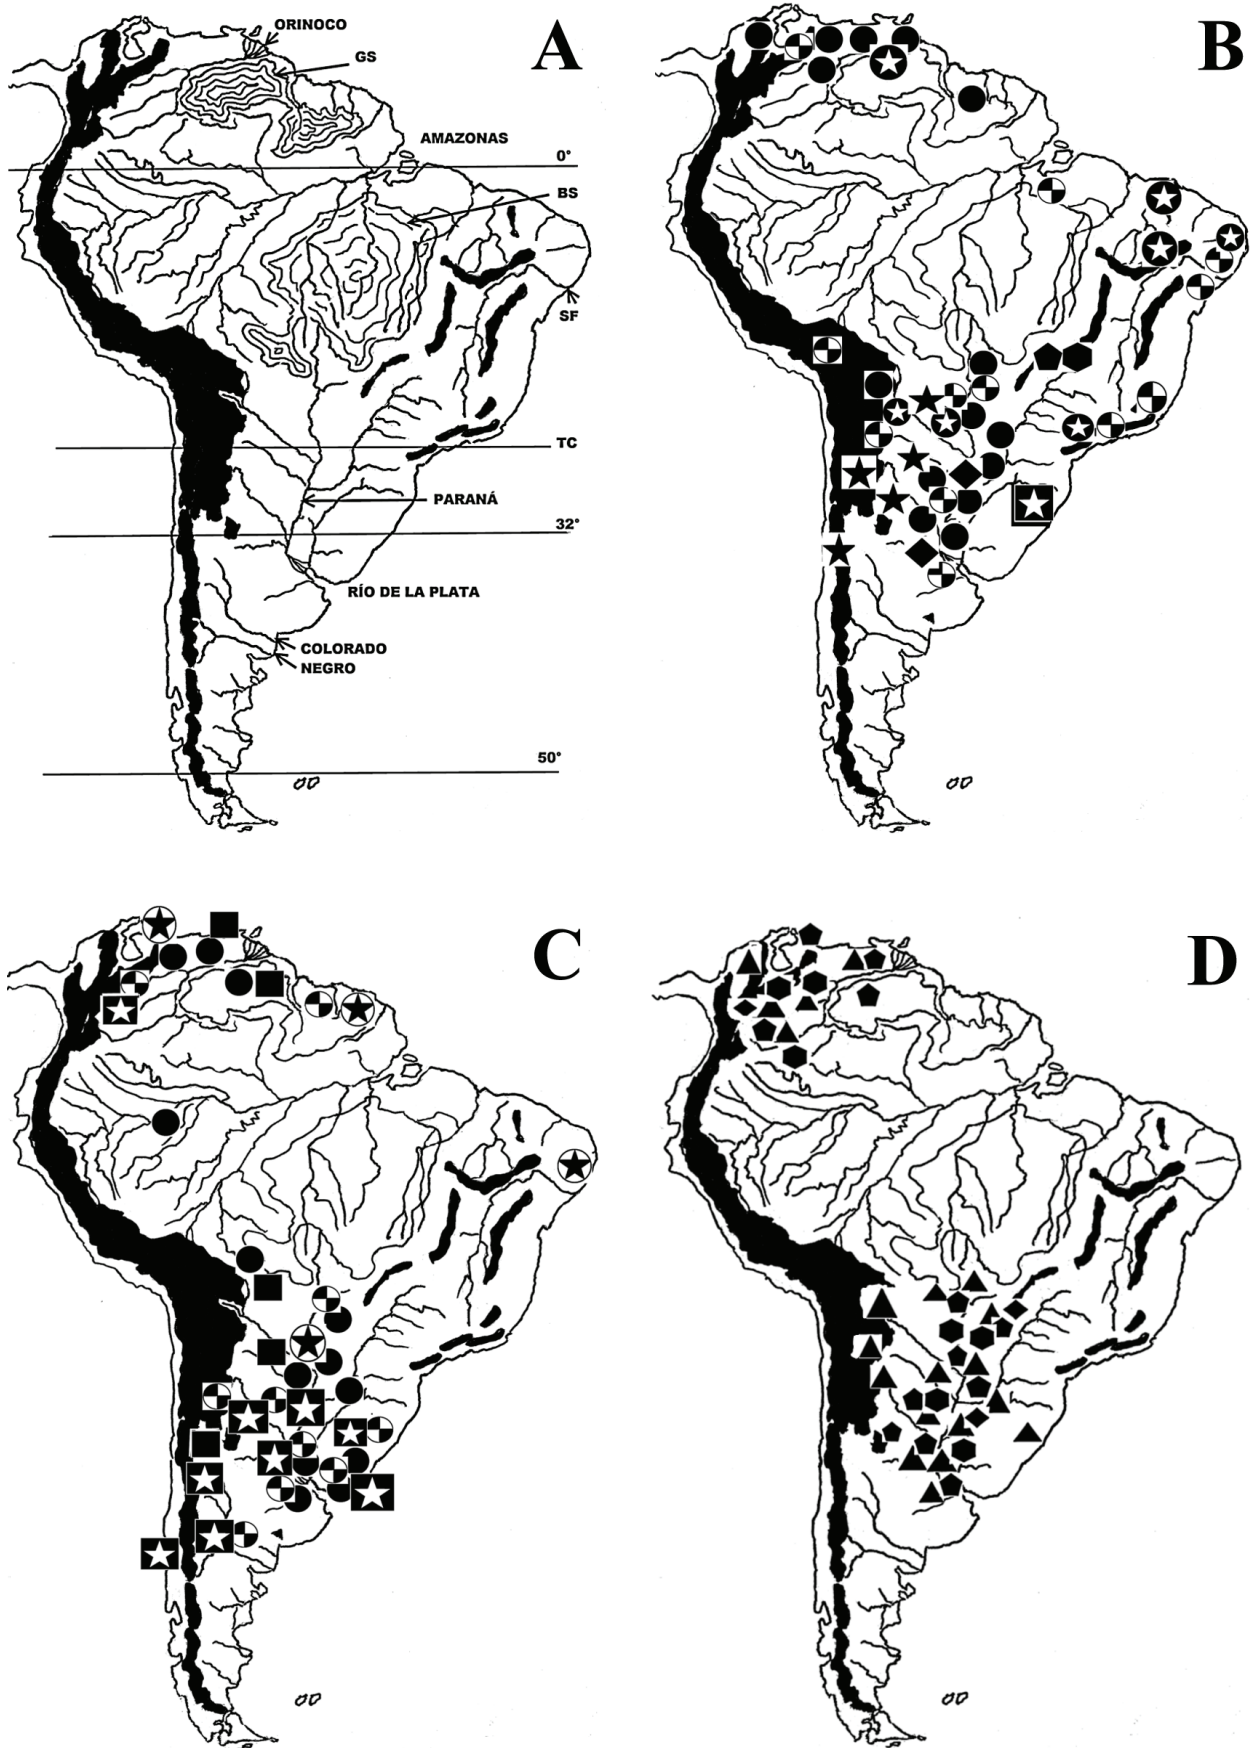 A
ORINOCO
GS
AMAZONAS
0°
BS
SF
TC
PARANÁ
32°
RÍO DE LA PLATA
COLORADO
NEGRO
50°
B
C
D